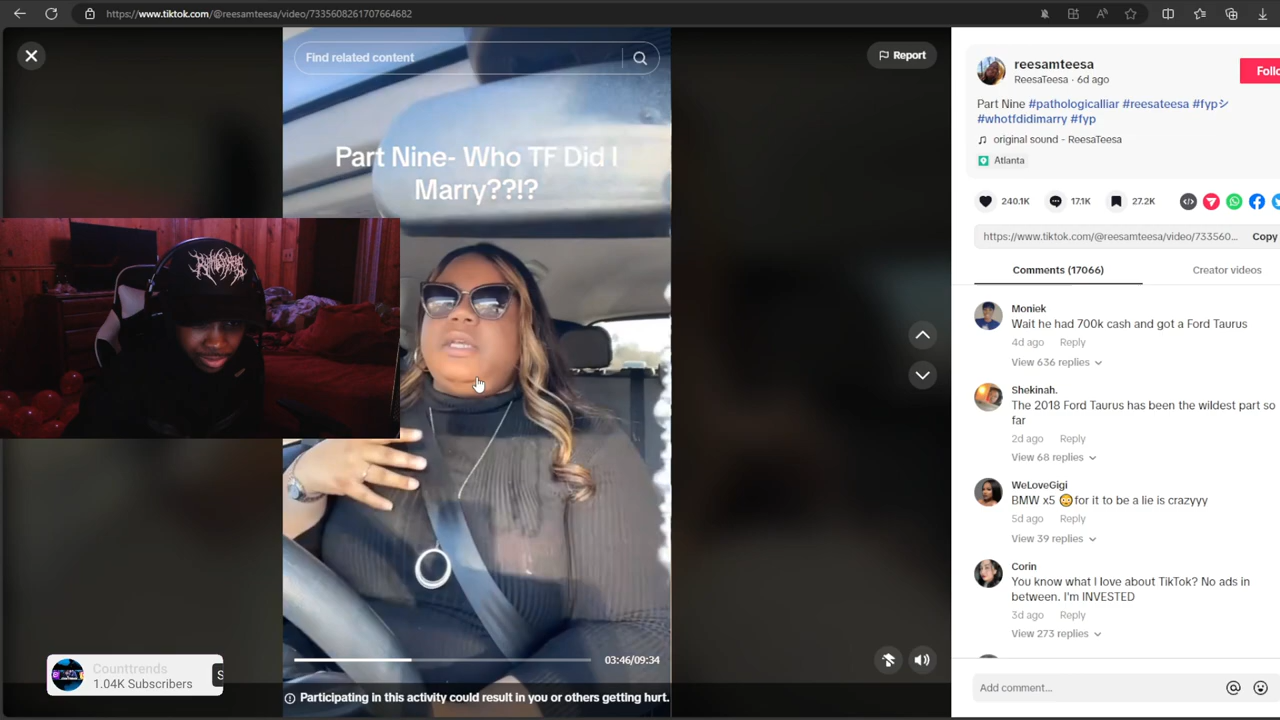 https://www.tiktok.com/@reesamteesa/video/7335608261707664682
Find related content
Report
Part Nine- Who TF Did I
Marry??!?
03:46/09:34
Participating in this activity could result in you or others getting hurt.
Counttrends
1.04K Subscribers
S
reesamteesa
ReesaTeesa · 6d ago
Follo
Part Nine #pathologicalliar #reesateesa #fypシ
#whotfdidimarry #fyp
original sound - ReesaTeesa
Atlanta
240.1K
17.1K
27.2K
https://www.tiktok.com/@reesamteesa/video/733560...
Copy
Comments (17066)
Creator videos
Moniek
Wait he had 700k cash and got a Ford Taurus
4d ago Reply
View 636 replies
Shekinah.
The 2018 Ford Taurus has been the wildest part so
far
2d ago Reply
View 68 replies
WeLoveGigi
BMW x5 😳for it to be a lie is crazyyy
5d ago Reply
View 39 replies
Corin
You know what I love about TikTok? No ads in
between. I'm INVESTED
3d ago Reply
View 273 replies
Add comment...